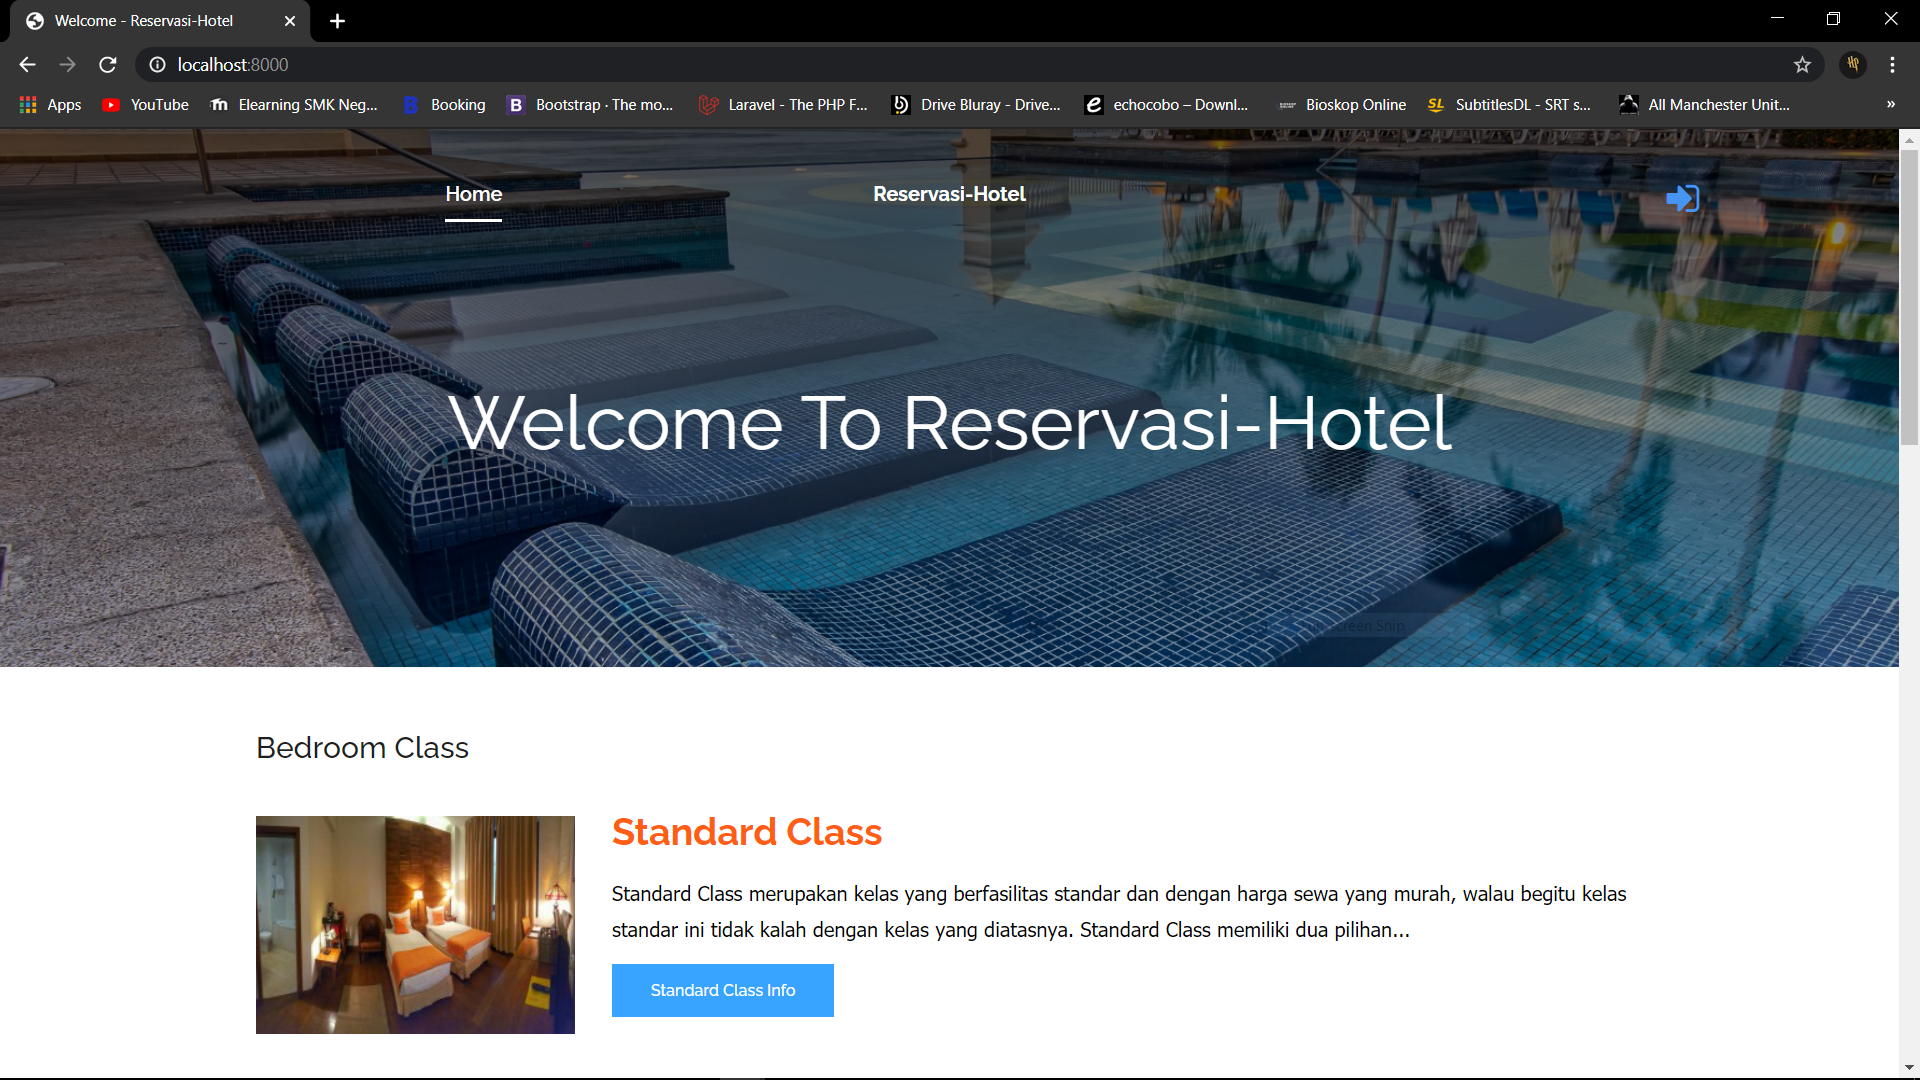 Welcome - Reservasi-Hotel
localhost:8000
Apps YouTube Elearning SMK Neg... Booking Bootstrap · The mo... Laravel - The PHP F... Drive Bluray - Drive... echocobo – Downl... Bioskop Online SubtitlesDL - SRT s... All Manchester Unit... »
Home Reservasi-Hotel
Welcome To Reservasi-Hotel
Snip
Bedroom Class
Standard Class
Standard Class merupakan kelas yang berfasilitas standar dan dengan harga sewa yang murah, walau begitu kelas
standar ini tidak kalah dengan kelas yang diatasnya. Standard Class memiliki dua pilihan...
Standard Class Info